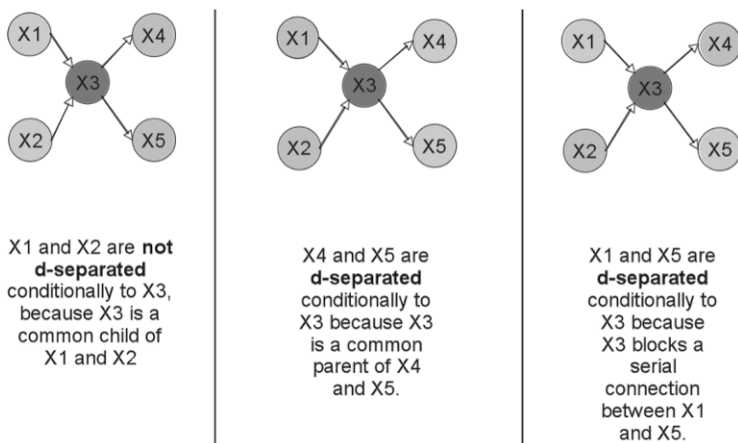 X1
X4
X3
X2
X5
X1 and X2 are not
d-separated
conditionally to X3,
because X3 is a
common child of
X1 and X2
X1
X4
X3
X2
X5
X4 and X5 are
d-separated
conditionally to
X3 because X3
is a common
parent of X4
and X5.
X1
X4
X3
X2
X5
X1 and X5 are
d-separated
conditionally to
X3 because
X3 blocks a
serial
connection
between X1
and X5.